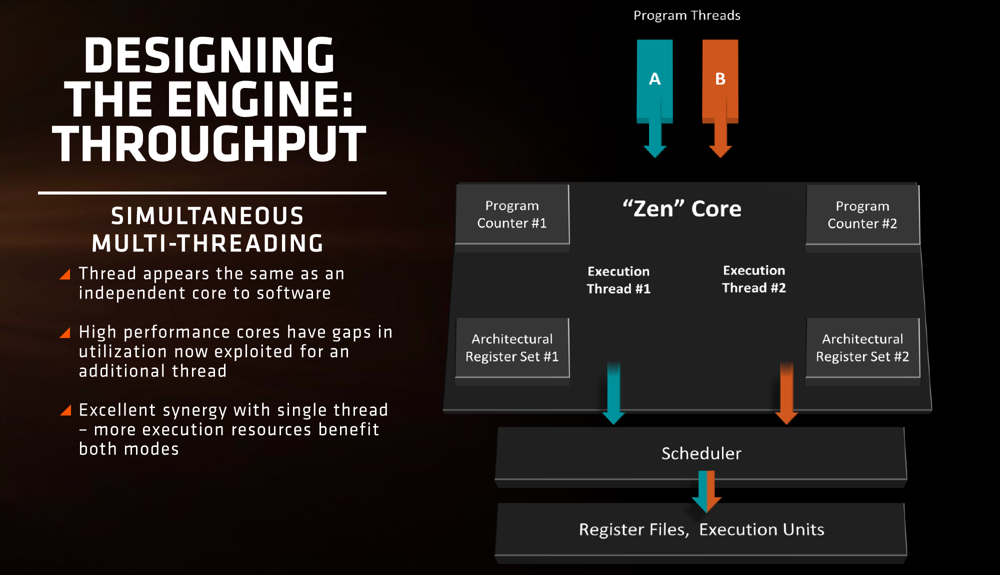 DESIGNING
THE ENGINE:
THROUGHPUT
SIMULTANEOUS
MULTI-THREADING
Thread appears the same as an
independent core to software
High performance cores have gaps in
utilization now exploited for an
additional thread
Excellent synergy with single thread
– more execution resources benefit
both modes
Program Threads
A
B
Program
Counter #1
“Zen” Core
Program
Counter #2
Execution
Thread #1
Execution
Thread #2
Architectural
Register Set #1
Architectural
Register Set #2
Scheduler
Register Files,  Execution Units